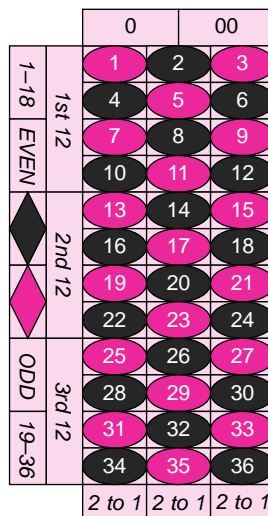 0 00
1 2 3
4 5 6
7 8 9
10 11 12
13 14 15
16 17 18
19 20 21
22 23 24
25 26 27
28 29 30
31 32 33
34 35 36
2 to 1 2 to 1 2 to 1
1st 12
2nd 12
3rd 12
1–18
EVEN
ODD
19–36